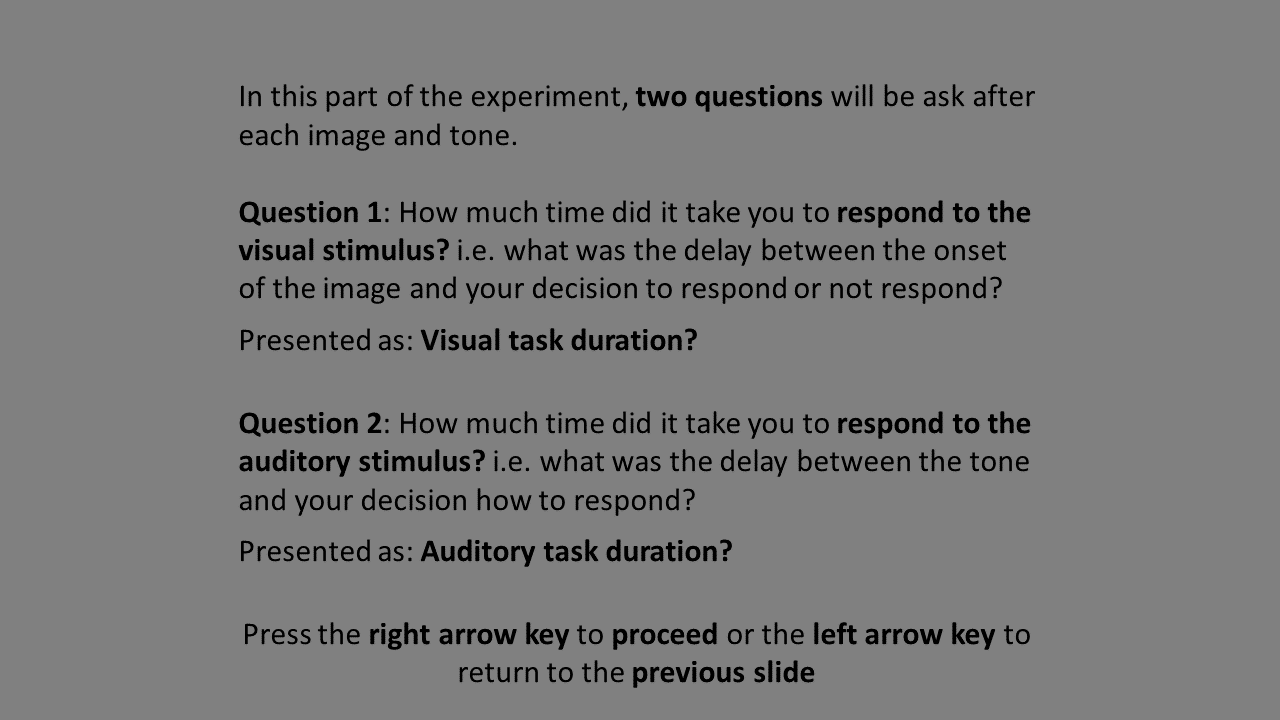 In this part of the experiment, two questions will be ask after
each image and tone.
Question 1: How much time did it take you to respond to the
visual stimulus? i.e. what was the delay between the onset
of the image and your decision to respond or not respond?
Presented as: Visual task duration?
Question 2: How much time did it take you to respond to the
auditory stimulus? i.e. what was the delay between the tone
and your decision how to respond?
Presented as: Auditory task duration?
Press the right arrow key to proceed or the left arrow key to
return to the previous slide